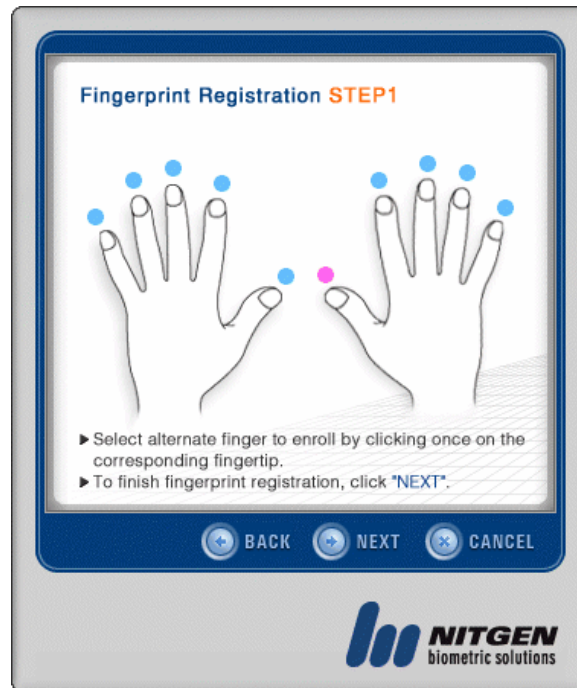 Fingerprint Registration STEP1
Select alternate finger to enroll by clicking once on the
corresponding fingertip.
To finish fingerprint registration, click "NEXT".
BACK NEXT CANCEL
NITGEN
biometric solutions